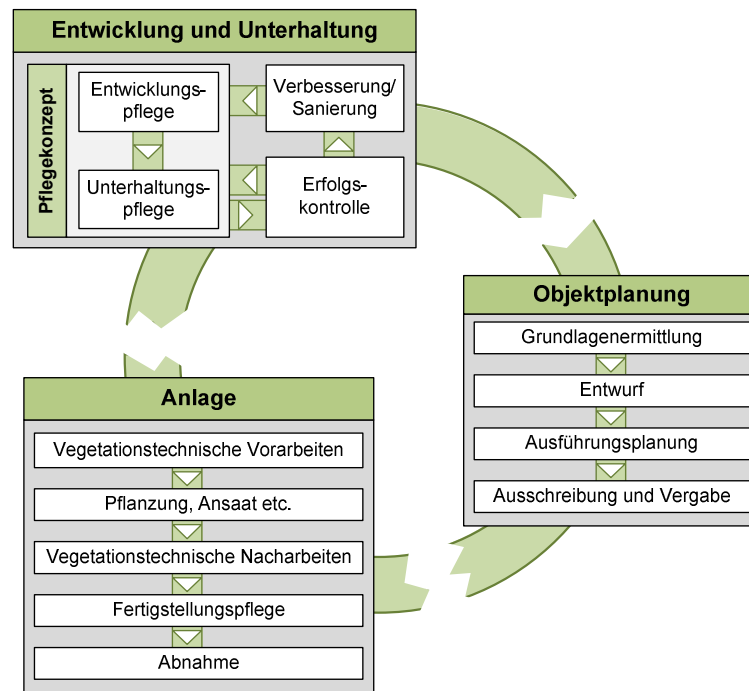 Entwicklung und Unterhaltung
Pflegekonzept
Entwicklungs-
pflege
Unterhaltungs-
pflege
Verbesserung/
Sanierung
Erfolgs-
kontrolle
Objektplanung
Grundlagenermittlung
Entwurf
Ausführungsplanung
Ausschreibung und Vergabe
Anlage
Vegetationstechnische Vorarbeiten
Pflanzung, Ansaat etc.
Vegetationstechnische Nacharbeiten
Fertigstellungspflege
Abnahme